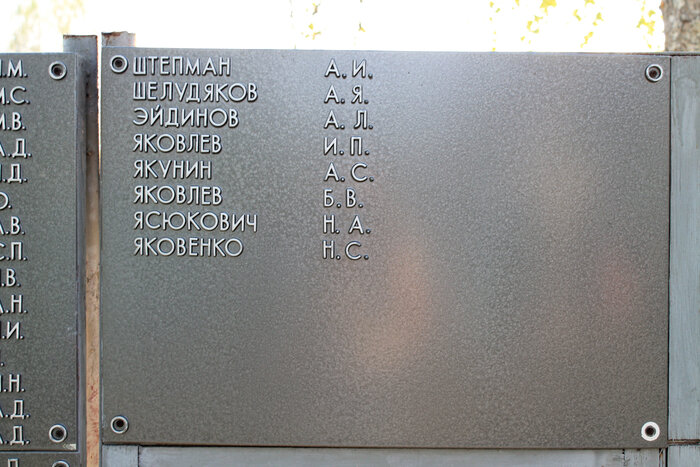 ШТЕПМАН А. И.
ШЕЛУДЯКОВ А. Я.
ЭЙДИНОВ А. Л.
ЯКОВЛЕВ И. П.
ЯКУНИН А. С.
ЯКОВЛЕВ Б. В.
ЯСЮКОВИЧ Н. А.
ЯКОВЕНКО Н. С.